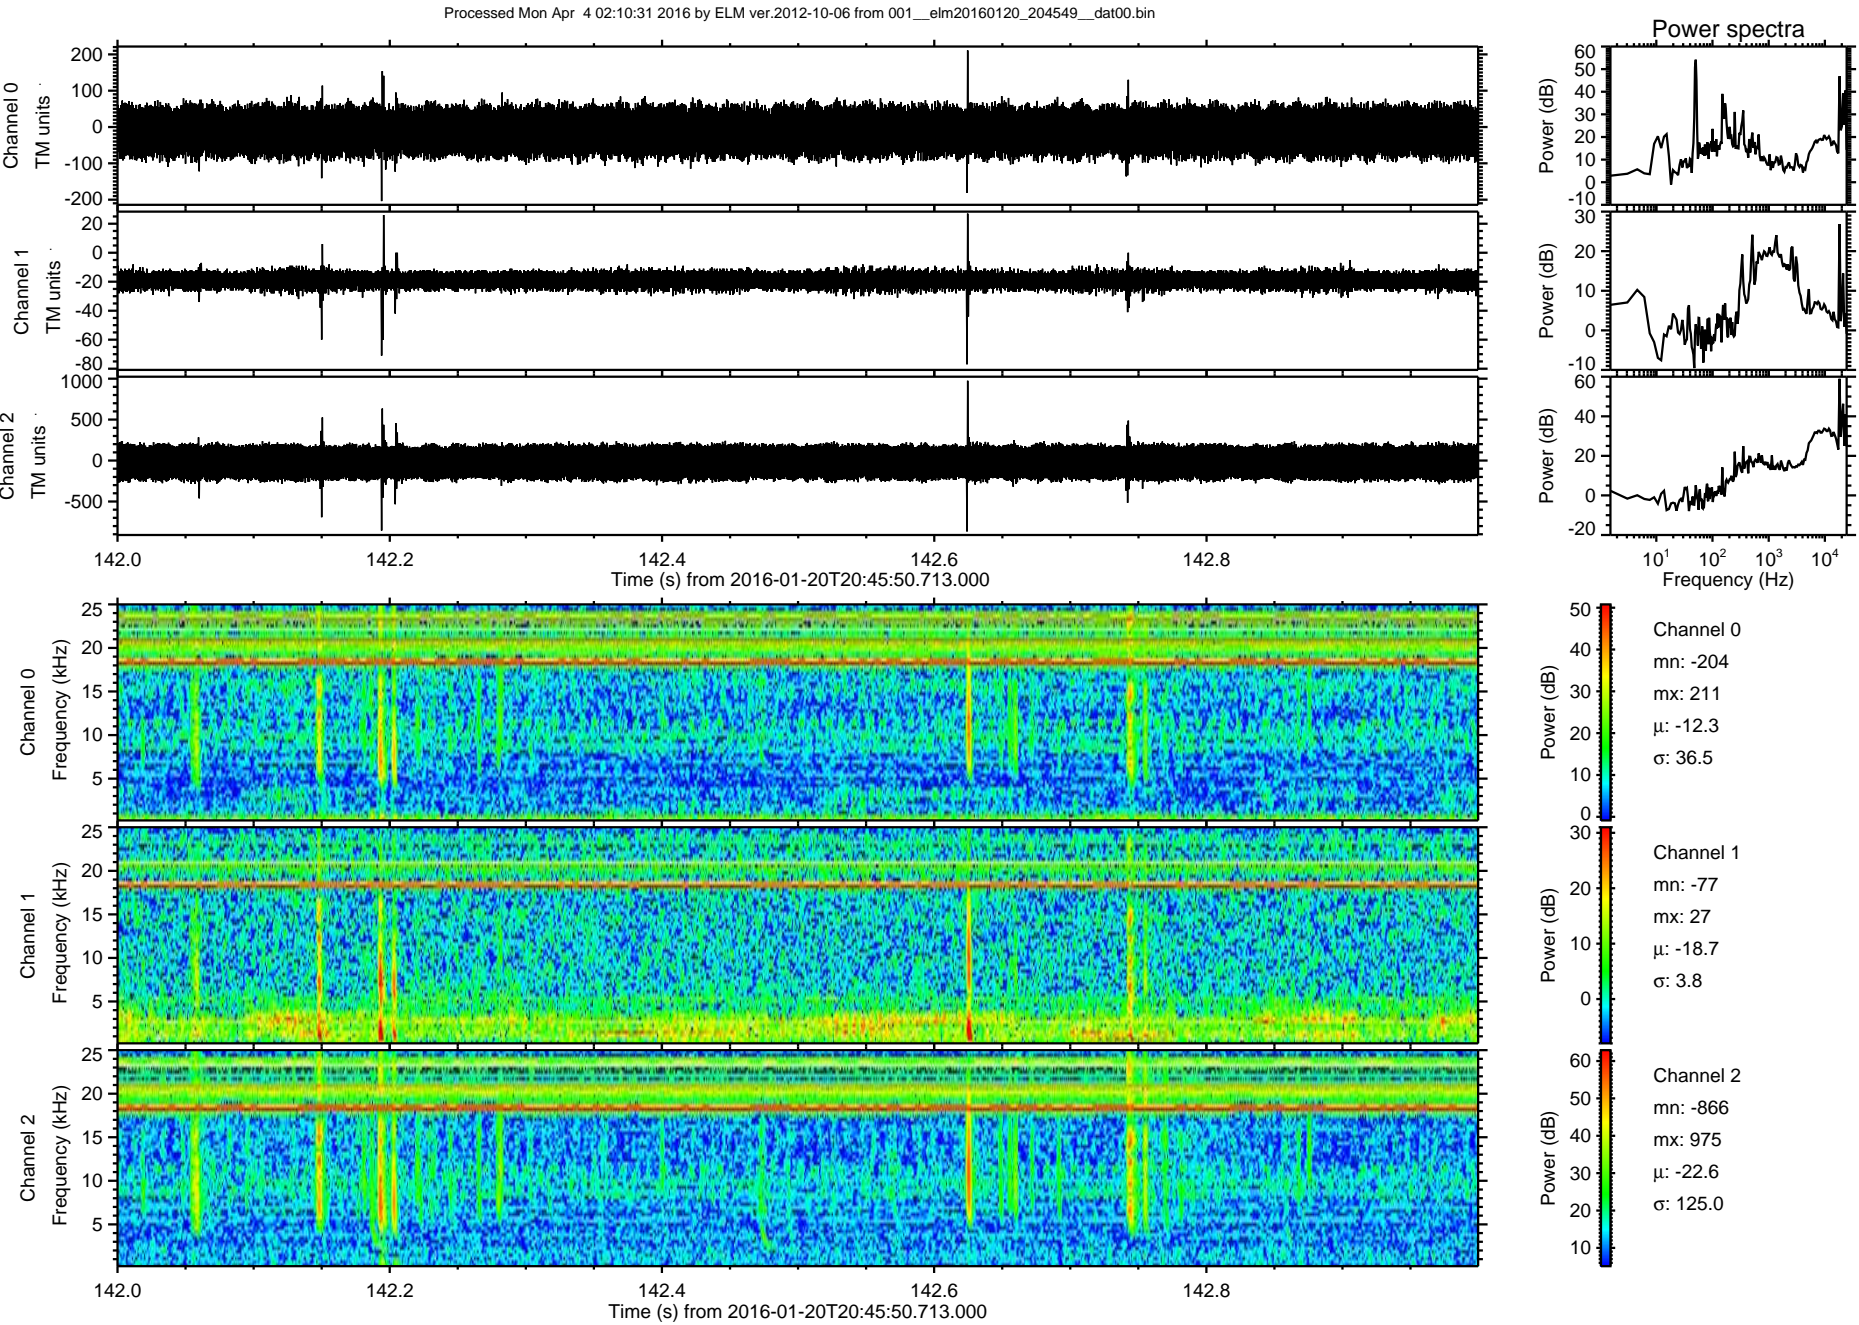 Processed Mon Apr  4 02:10:31 2016 by ELM ver.2012-10-06 from 001__elm20160120_204549__dat00.bin
Power spectra
Channel 0
TM units
200
100
0
-100
-200
Power (dB)
60
50
40
30
20
10
0
-10
Channel 1
TM units
20
0
-20
-40
-60
-80
Power (dB)
30
20
10
0
-10
Channel 2
TM units
1000
500
0
-500
Power (dB)
60
40
20
0
-20
142.0 142.2 142.4 142.6 142.8
Time (s) from 2016-01-20T20:45:50.713.000
10¹ 10² 10³ 10⁴
Frequency (Hz)
Channel 0
Frequency (kHz)
25
20
15
10
5
Power (dB)
50
40
30
20
10
0
Channel 0
mn: -204
mx: 211
μ: -12.3
σ: 36.5
Channel 1
Frequency (kHz)
25
20
15
10
5
Power (dB)
30
20
10
0
Channel 1
mn: -77
mx: 27
μ: -18.7
σ: 3.8
Channel 2
Frequency (kHz)
25
20
15
10
5
Power (dB)
60
50
40
30
20
10
Channel 2
mn: -866
mx: 975
μ: -22.6
σ: 125.0
142.0 142.2 142.4 142.6 142.8
Time (s) from 2016-01-20T20:45:50.713.000